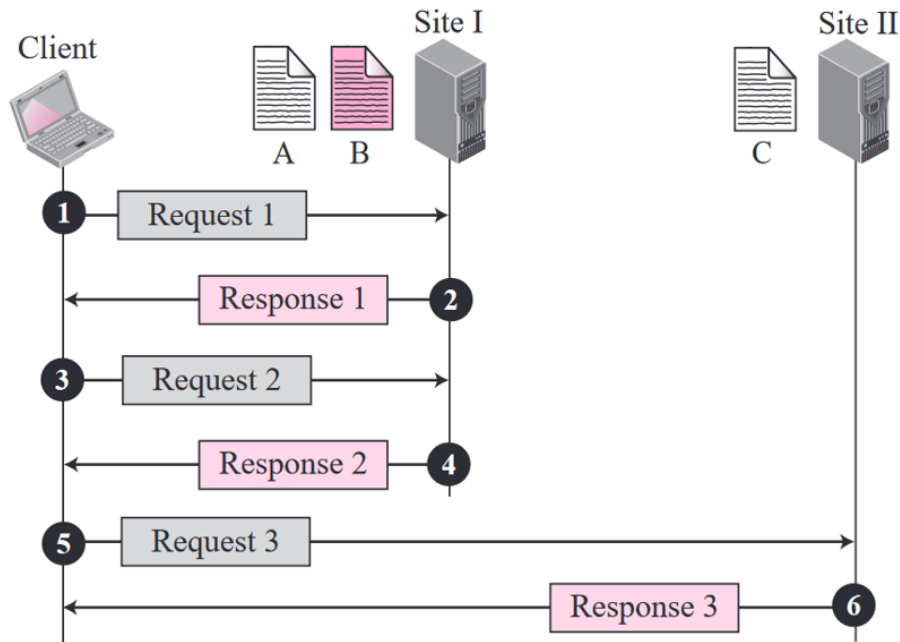 Client
Site I
Site II
A
B
C
1
Request 1
Response 1
2
3
Request 2
Response 2
4
5
Request 3
Response 3
6